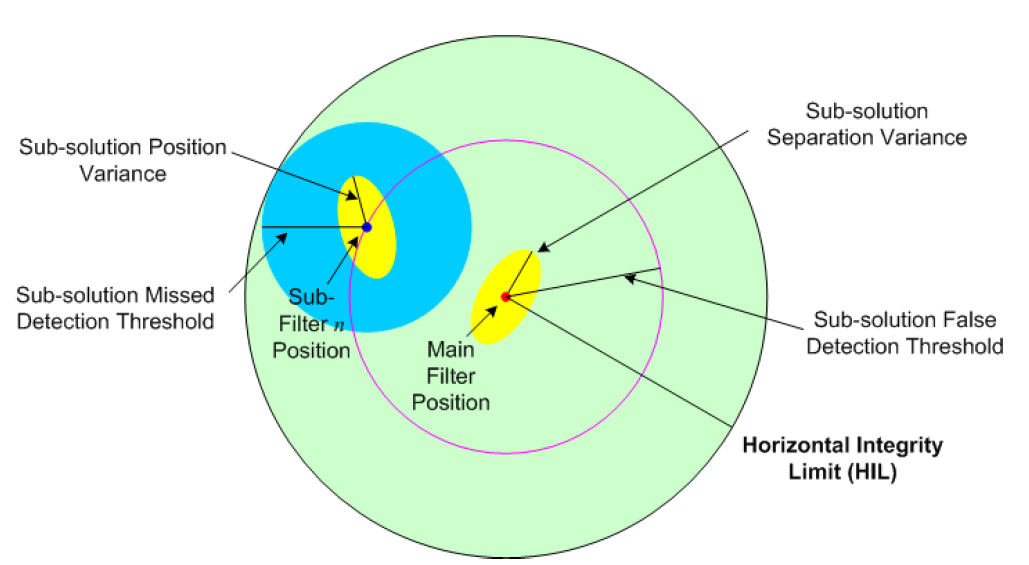 Sub-solution
Separation Variance
Sub-solution Position
Variance
Sub-solution Missed
Detection Threshold
Sub-
Filter n
Position
Main
Filter
Position
Sub-solution False
Detection Threshold
Horizontal Integrity
Limit (HIL)